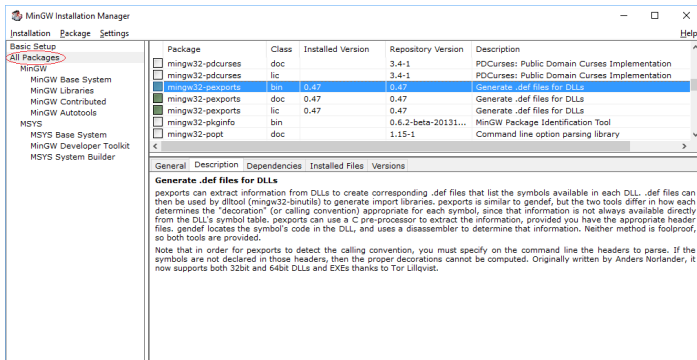 MinGW Installation Manager
Installation Package Settings Help
Basic Setup
All Packages
MinGW
MinGW Base System
MinGW Libraries
MinGW Contributed
MinGW Autotools
MSYS
MSYS Base System
MinGW Developer Toolkit
MSYS System Builder
Package Class Installed Version Repository Version Description
mingw32-pdcurses doc 3.4-1 PDCurses: Public Domain Curses Implementation
mingw32-pdcurses lic 3.4-1 PDCurses: Public Domain Curses Implementation
mingw32-pexports bin 0.47 0.47 Generate .def files for DLLs
mingw32-pexports doc 0.47 0.47 Generate .def files for DLLs
mingw32-pexports lic 0.47 0.47 Generate .def files for DLLs
mingw32-pkginfo bin 0.6.2-beta-20131... MinGW Package Identification Tool
mingw32-popt doc 1.15-1 Command line option parsing library
General Description Dependencies Installed Files Versions
Generate .def files for DLLs
pexports can extract information from DLLs to create corresponding .def files that list the symbols available in each DLL. .def files can
then be used by dlltool (mingw32-binutils) to generate import libraries. pexports is similar to gendef, but the two tools differ in how each
determines the "decoration" (or calling convention) appropriate for each symbol, since that information is not always available directly
from the DLL's symbol table. pexports can use a C pre-processor to extract the information, provided you have the appropriate header
files. gendef locates the symbol's code in the DLL, and uses a disassembler to determine that information. Neither method is foolproof,
so both tools are provided.
Note that in order for pexports to detect the calling convention, you must specify on the command line the headers to parse. If the
symbols are not declared in those headers, then the proper decorations cannot be computed. Originally written by Anders Norlander, it
now supports both 32bit and 64bit DLLs and EXEs thanks to Tor Lillqvist.